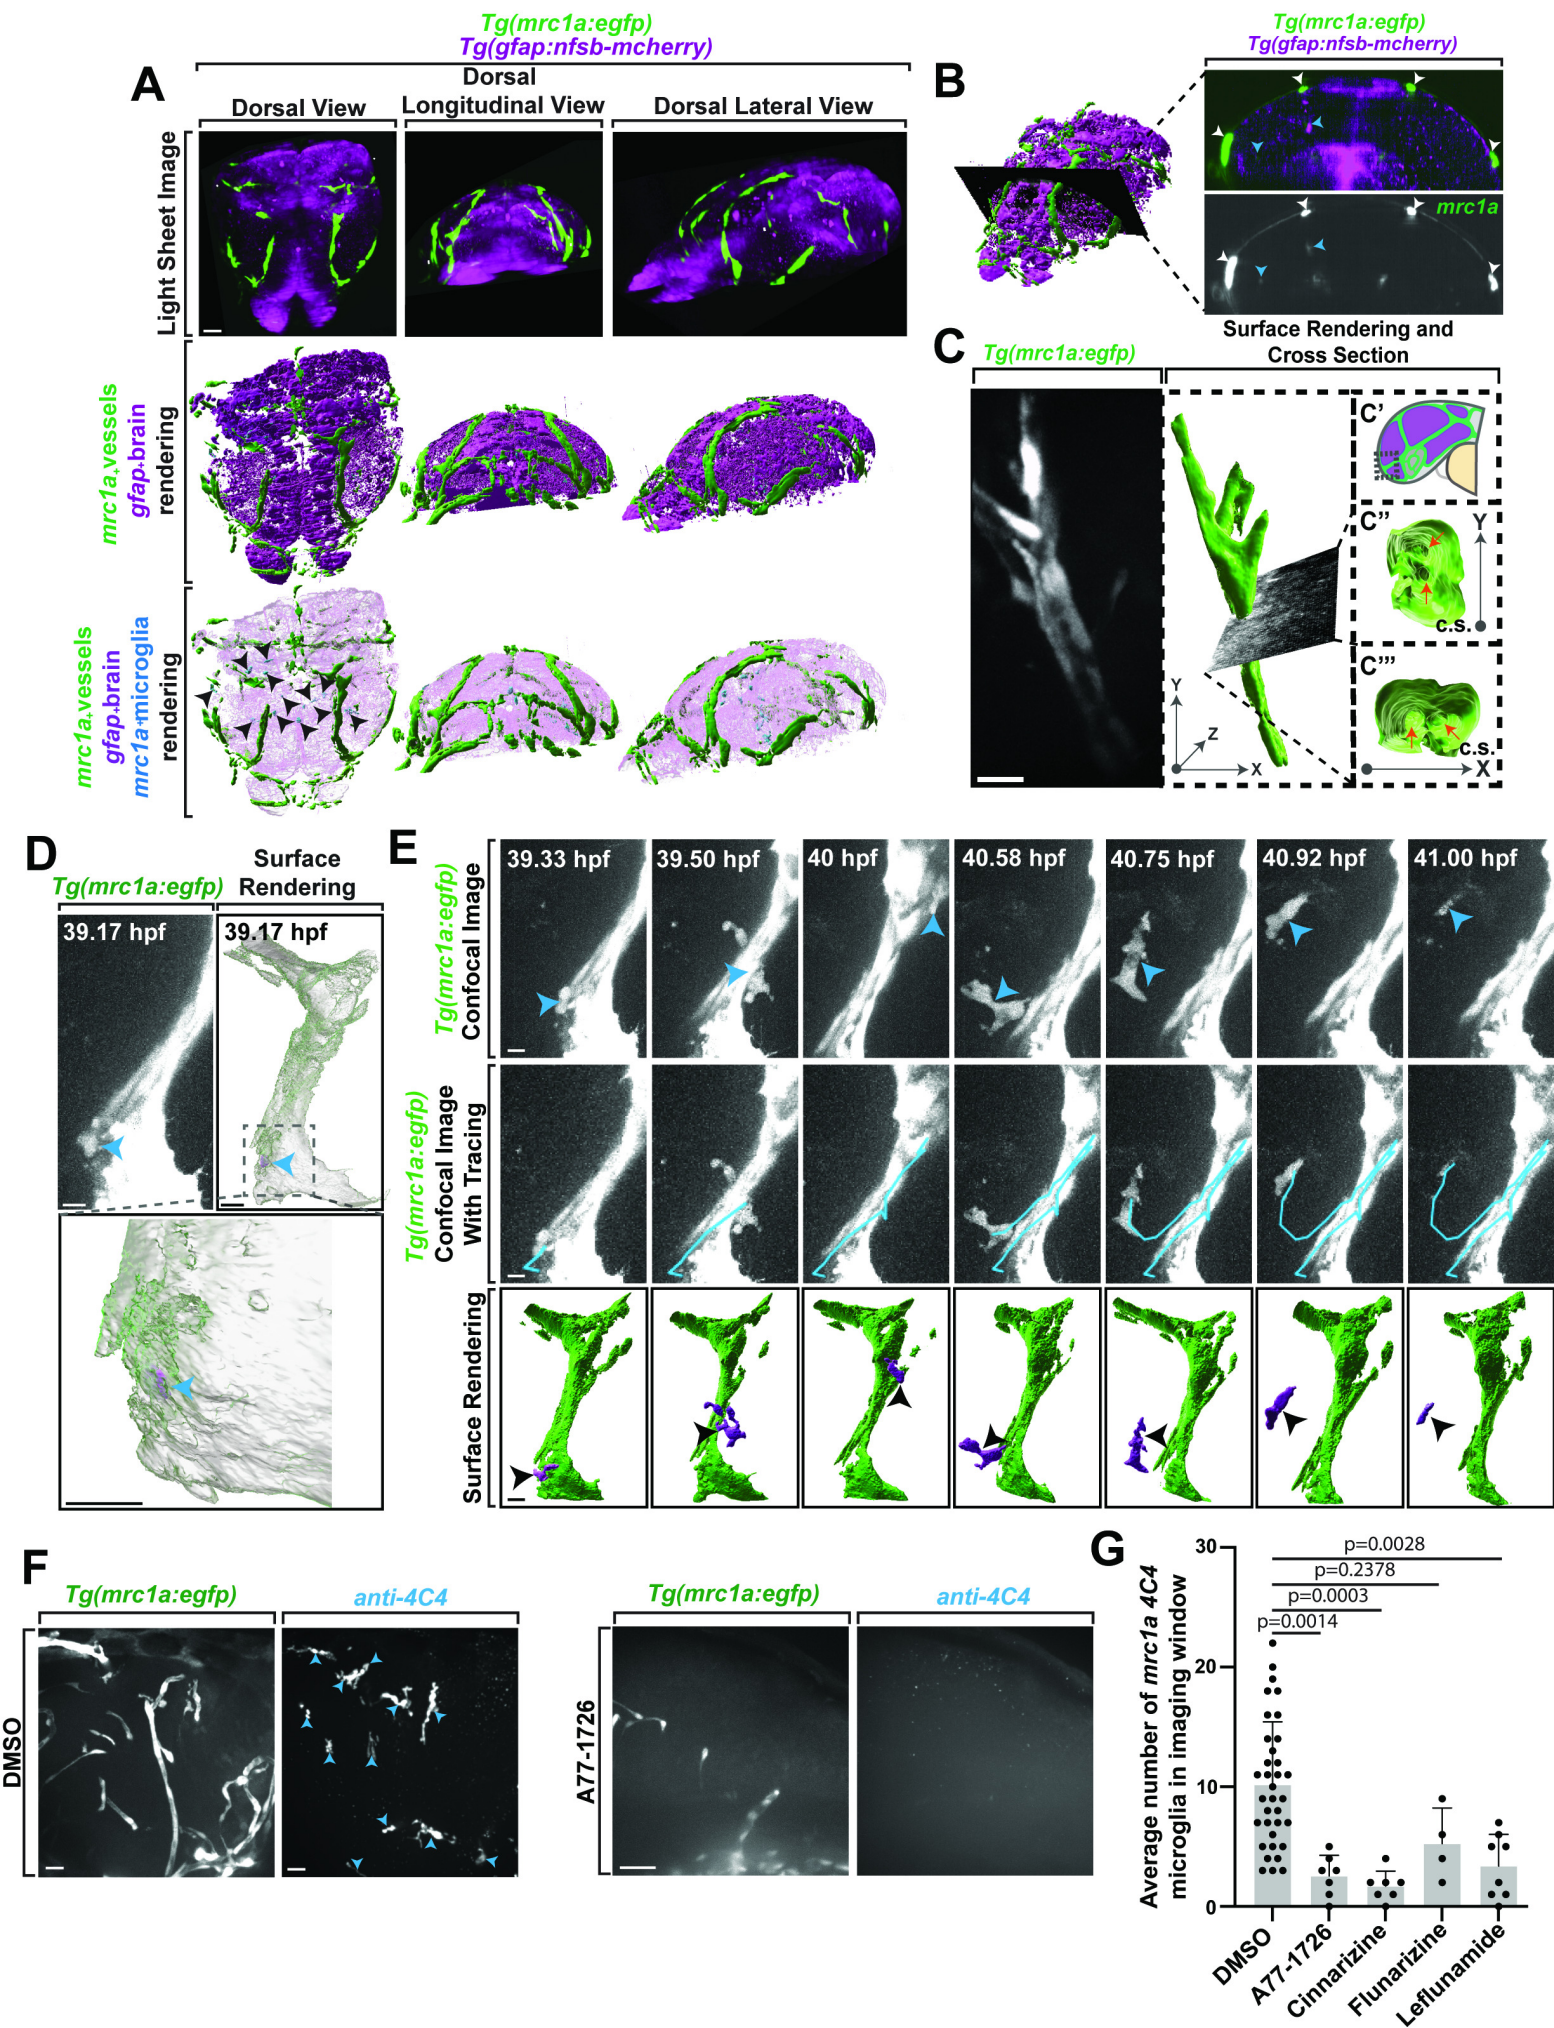 Tg(mrc1a:egfp)
Tg(gfap:nfsb-mcherry)
A
Dorsal View
Dorsal
Longitudinal View
Dorsal Lateral View
Light Sheet Image
mrc1a+vessels
gfap+brain
rendering
mrc1a+vessels
gfap+brain
mrc1a+microglia
rendering
B
Tg(mrc1a:egfp)
Tg(gfap:nfsb-mcherry)
mrc1a
C
Tg(mrc1a:egfp)
Surface Rendering and
Cross Section
Y
Z
X
C’
C”
Y
c.s.
C”’
c.s.
X
D
Tg(mrc1a:egfp)
Surface
Rendering
39.17 hpf
39.17 hpf
E
Tg(mrc1a:egfp)
Confocal Image
39.33 hpf
39.50 hpf
40 hpf
40.58 hpf
40.75 hpf
40.92 hpf
41.00 hpf
Tg(mrc1a:egfp)
Confocal Image
With Tracing
Surface Rendering
F
Tg(mrc1a:egfp)
anti-4C4
Tg(mrc1a:egfp)
anti-4C4
DMSO
A77-1726
G
Average number of mrc1a 4C4
microglia in imaging window
30
20
10
0
p=0.0028
p=0.2378
p=0.0003
p=0.0014
DMSO
A77-1726
Cinnarizine
Flunarizine
Leflunamide